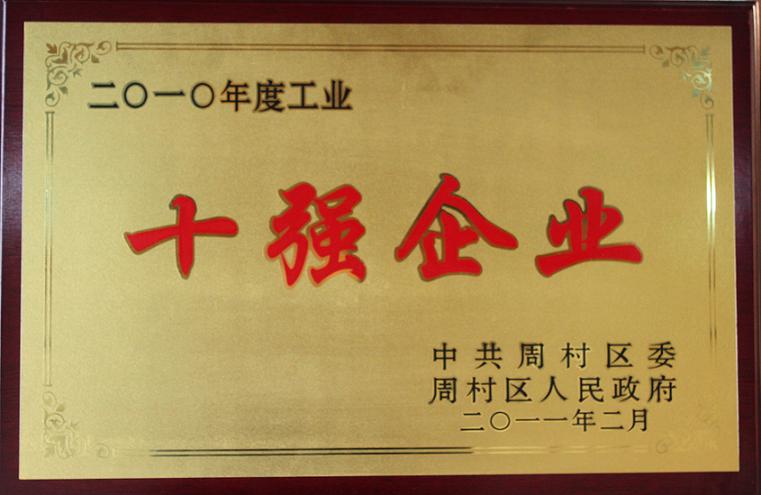 二〇一〇年度工业
十强企业
中共周村区委
周村区人民政府
二〇一一年二月